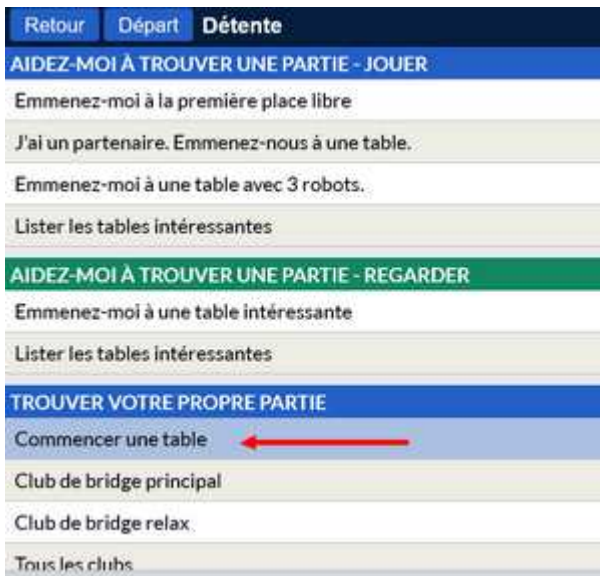 Retour Départ Détente
AIDEZ-MOI À TROUVER UNE PARTIE - JOUER
Emmenez-moi à la première place libre
J'ai un partenaire. Emmenez-nous à une table.
Emmenez-moi à une table avec 3 robots.
Lister les tables intéressantes
AIDEZ-MOI À TROUVER UNE PARTIE - REGARDER
Emmenez-moi à une table intéressante
Lister les tables intéressantes
TROUVER VOTRE PROPRE PARTIE
Commencer une table
Club de bridge principal
Club de bridge relax
Tous les clubs